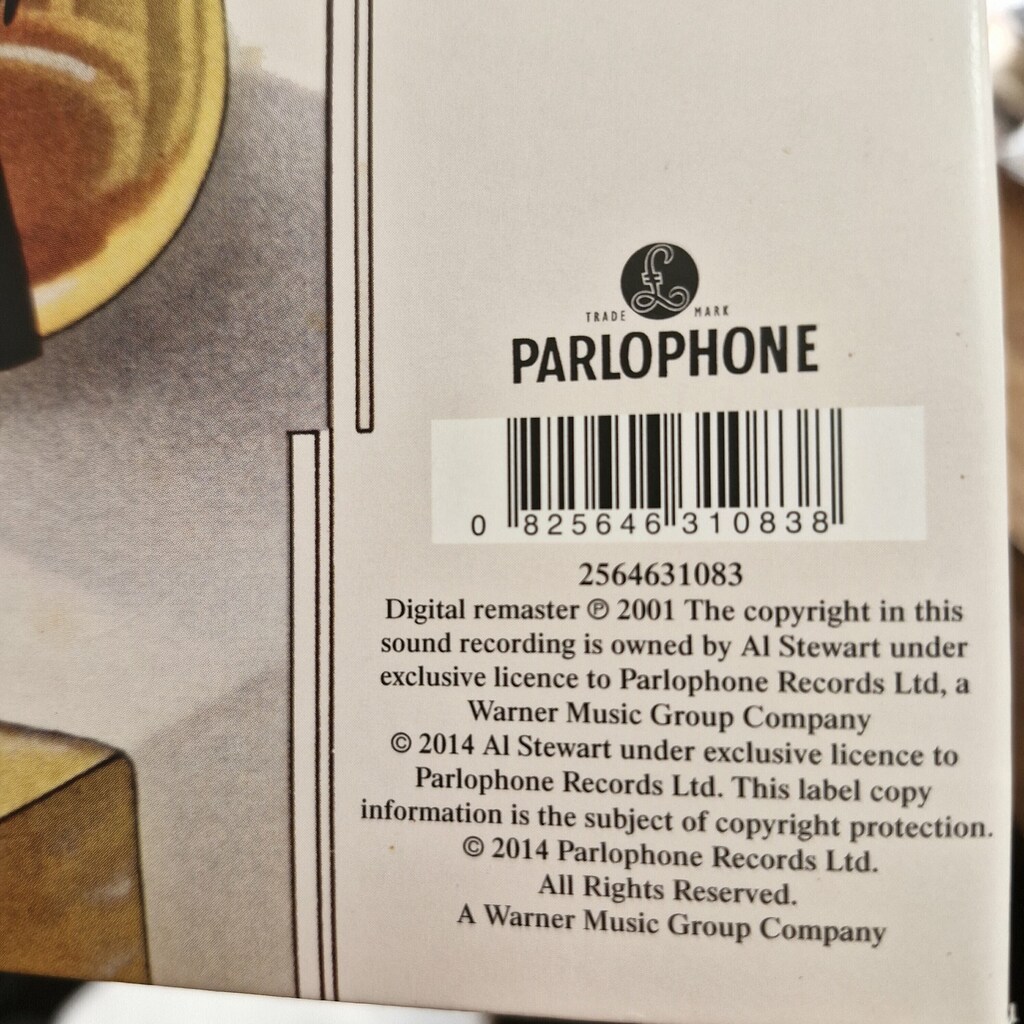 £
TRADE MARK
PARLOPHONE
0 825646 310838
2564631083
Digital remaster ℗ 2001 The copyright in this
sound recording is owned by Al Stewart under
exclusive licence to Parlophone Records Ltd, a
Warner Music Group Company
© 2014 Al Stewart under exclusive licence to
Parlophone Records Ltd. This label copy
information is the subject of copyright protection.
© 2014 Parlophone Records Ltd.
All Rights Reserved.
A Warner Music Group Company